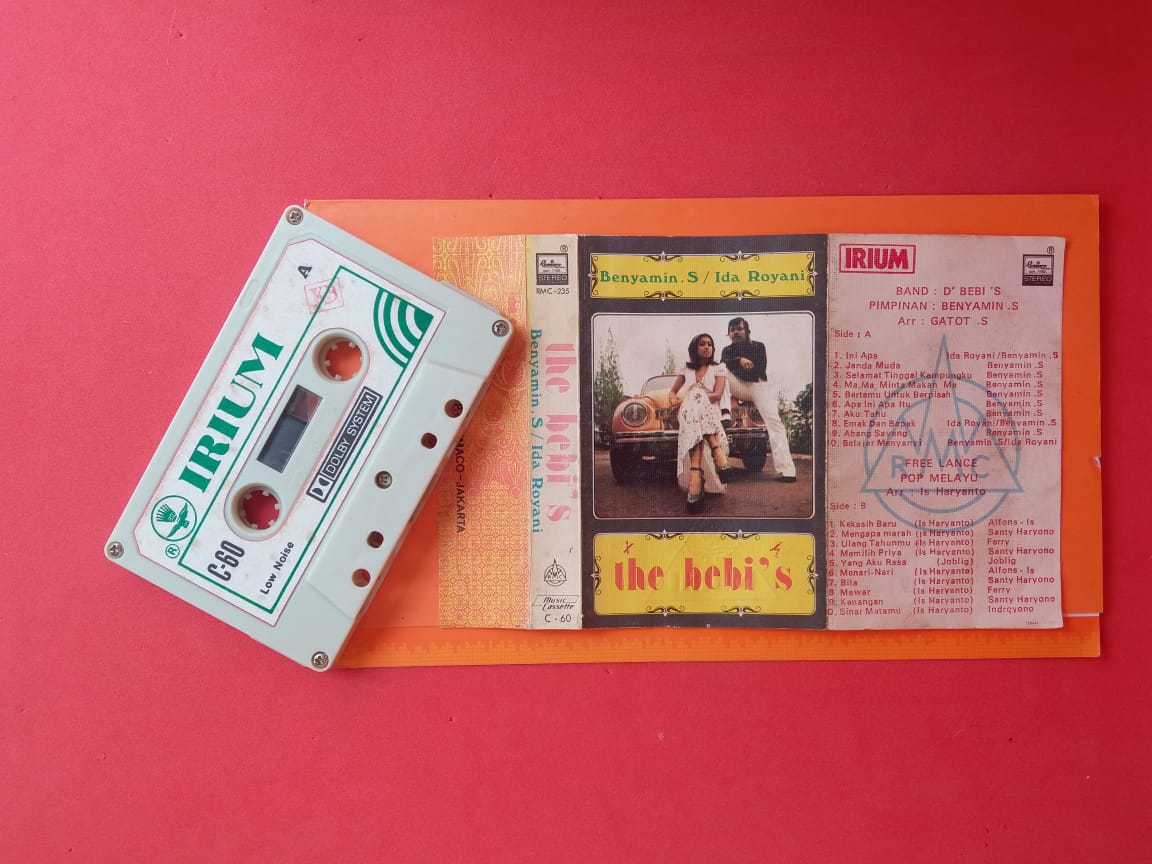 A
KB
IRIUM
DOLBY SYSTEM
®
C-60
Low Noise
MACO-JAKARTA
®
STEREO
RMC-235
the bebi's
Benyamin . S / Ida Royani
RMC
Music
Cassette
C - 60
Benyamin . S / Ida Royani
the bebi's
IRIUM
®
STEREO
BAND : D' BEBI 'S
PIMPINAN : BENYAMIN .S
Arr : GATOT .S
Side : A
1. Ini Apa Ida Royani/Benyamin .S
2. Janda Muda Benyamin .S
3. Selamat Tinggal Kampungku Benyamin .S
4. Ma,Ma, Minta Makan Ma Benyamin .S
5. Bertemu Untuk Berpisah Benyamin .S
6. Apa Ini Apa Itu Benyamin .S
7. Aku Tahu Benyamin .S
8. Emak Dan Bapak Ida Royani/Benyamin .S
9. Abang Sayang Benyamin .S
0. Belajar Menyanyi Benyamin .S/Ida Royani
RMC
FREE LANCE
POP MELAYU
Arr : Is Haryanto
Side : B
1. Kekasih Baru (Is Haryanto) Alfons - Is
2. Mengapa marah (Is Haryanto) Santy Haryono
3. Ulang Tahunmu (Is Haryanto) Ferry
4. Memilih Priya (Is Haryanto) Santy Haryono
5. Yang Aku Rasa (Joblig) Joblig
6. Menari-Nari (Is Haryanto) Alfons - Is
7. Bila (Is Haryanto) Santy Haryono
8 Mawar (Is Haryanto) Ferry
9. Kenangan (Is Haryanto) Santy Haryono
0. Sinar Matamu (Is Haryanto) Indroyono